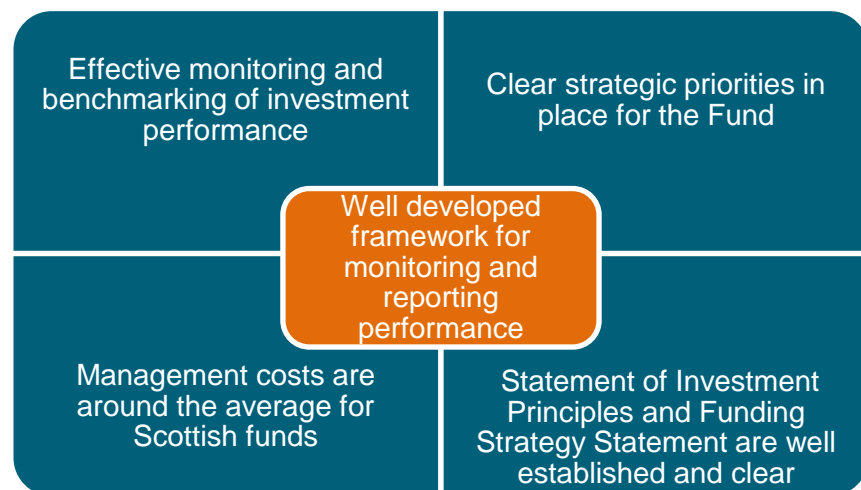 Effective monitoring and
benchmarking of investment
performance
Clear strategic priorities in
place for the Fund
Well developed
framework for
monitoring and
reporting
performance
Management costs are
around the average for
Scottish funds
Statement of Investment
Principles and Funding
Strategy Statement are well
established and clear